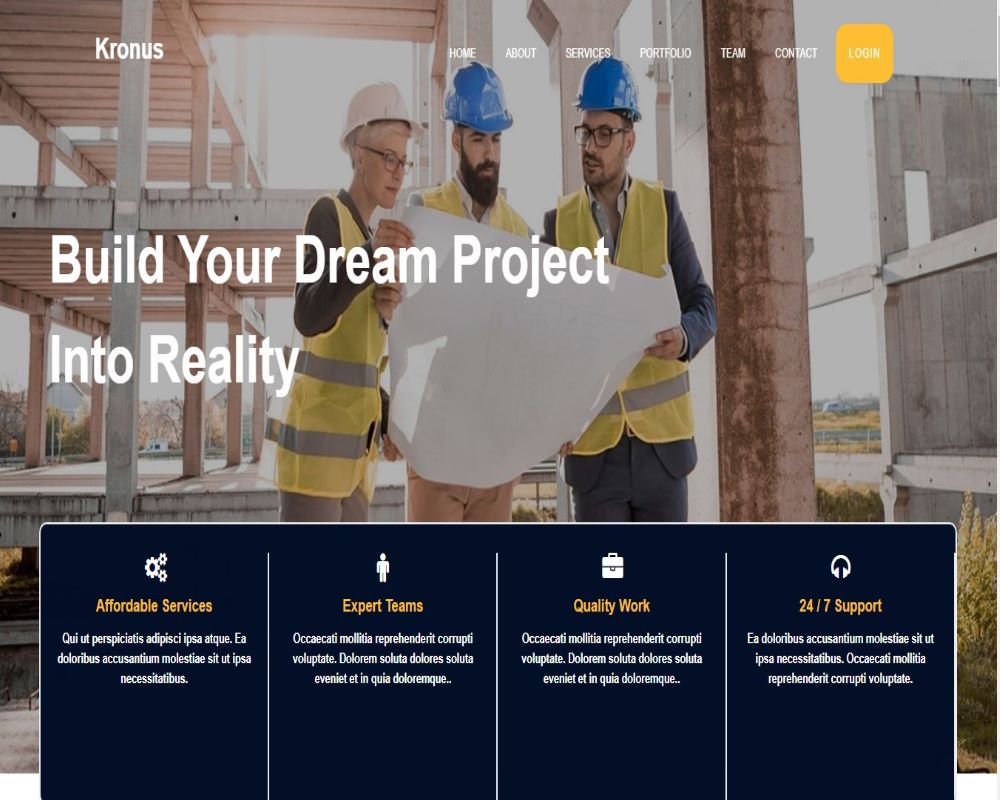 Kronus
HOME ABOUT SERVICES PORTFOLIO TEAM CONTACT LOGIN
Build Your Dream Project
Into Reality
Affordable Services
Qui ut perspiciatis adipisci ipsa atque. Ea
doloribus accusantium molestiae sit ut ipsa
necessitatibus.
Expert Teams
Occaecati mollitia reprehenderit corrupti
voluptate. Dolorem soluta dolores soluta
eveniet et in quia doloremque..
Quality Work
Occaecati mollitia reprehenderit corrupti
voluptate. Dolorem soluta dolores soluta
eveniet et in quia doloremque..
24 / 7 Support
Ea doloribus accusantium molestiae sit ut
ipsa necessitatibus. Occaecati mollitia
reprehenderit corrupti voluptate.